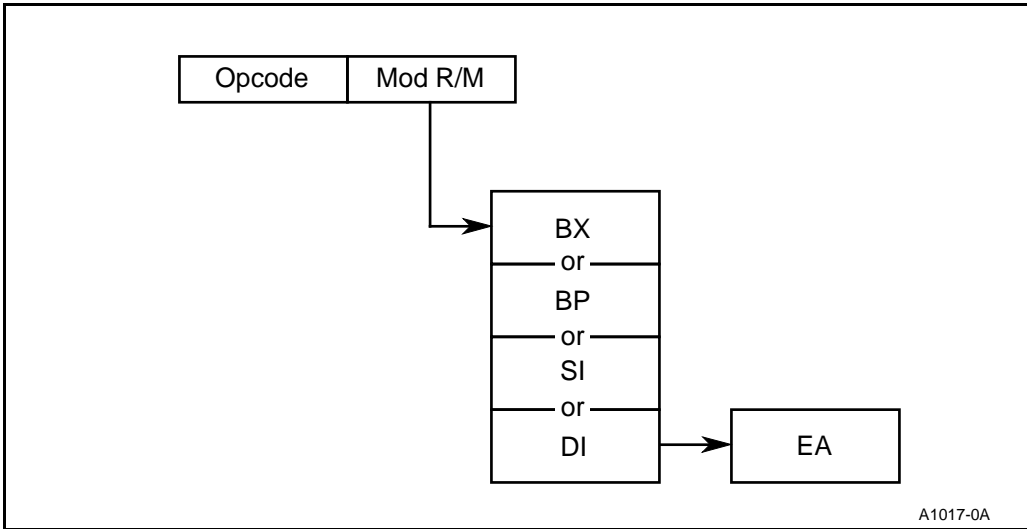 Opcode Mod R/M
BX
or
BP
or
SI
or
DI EA
A1017-0A